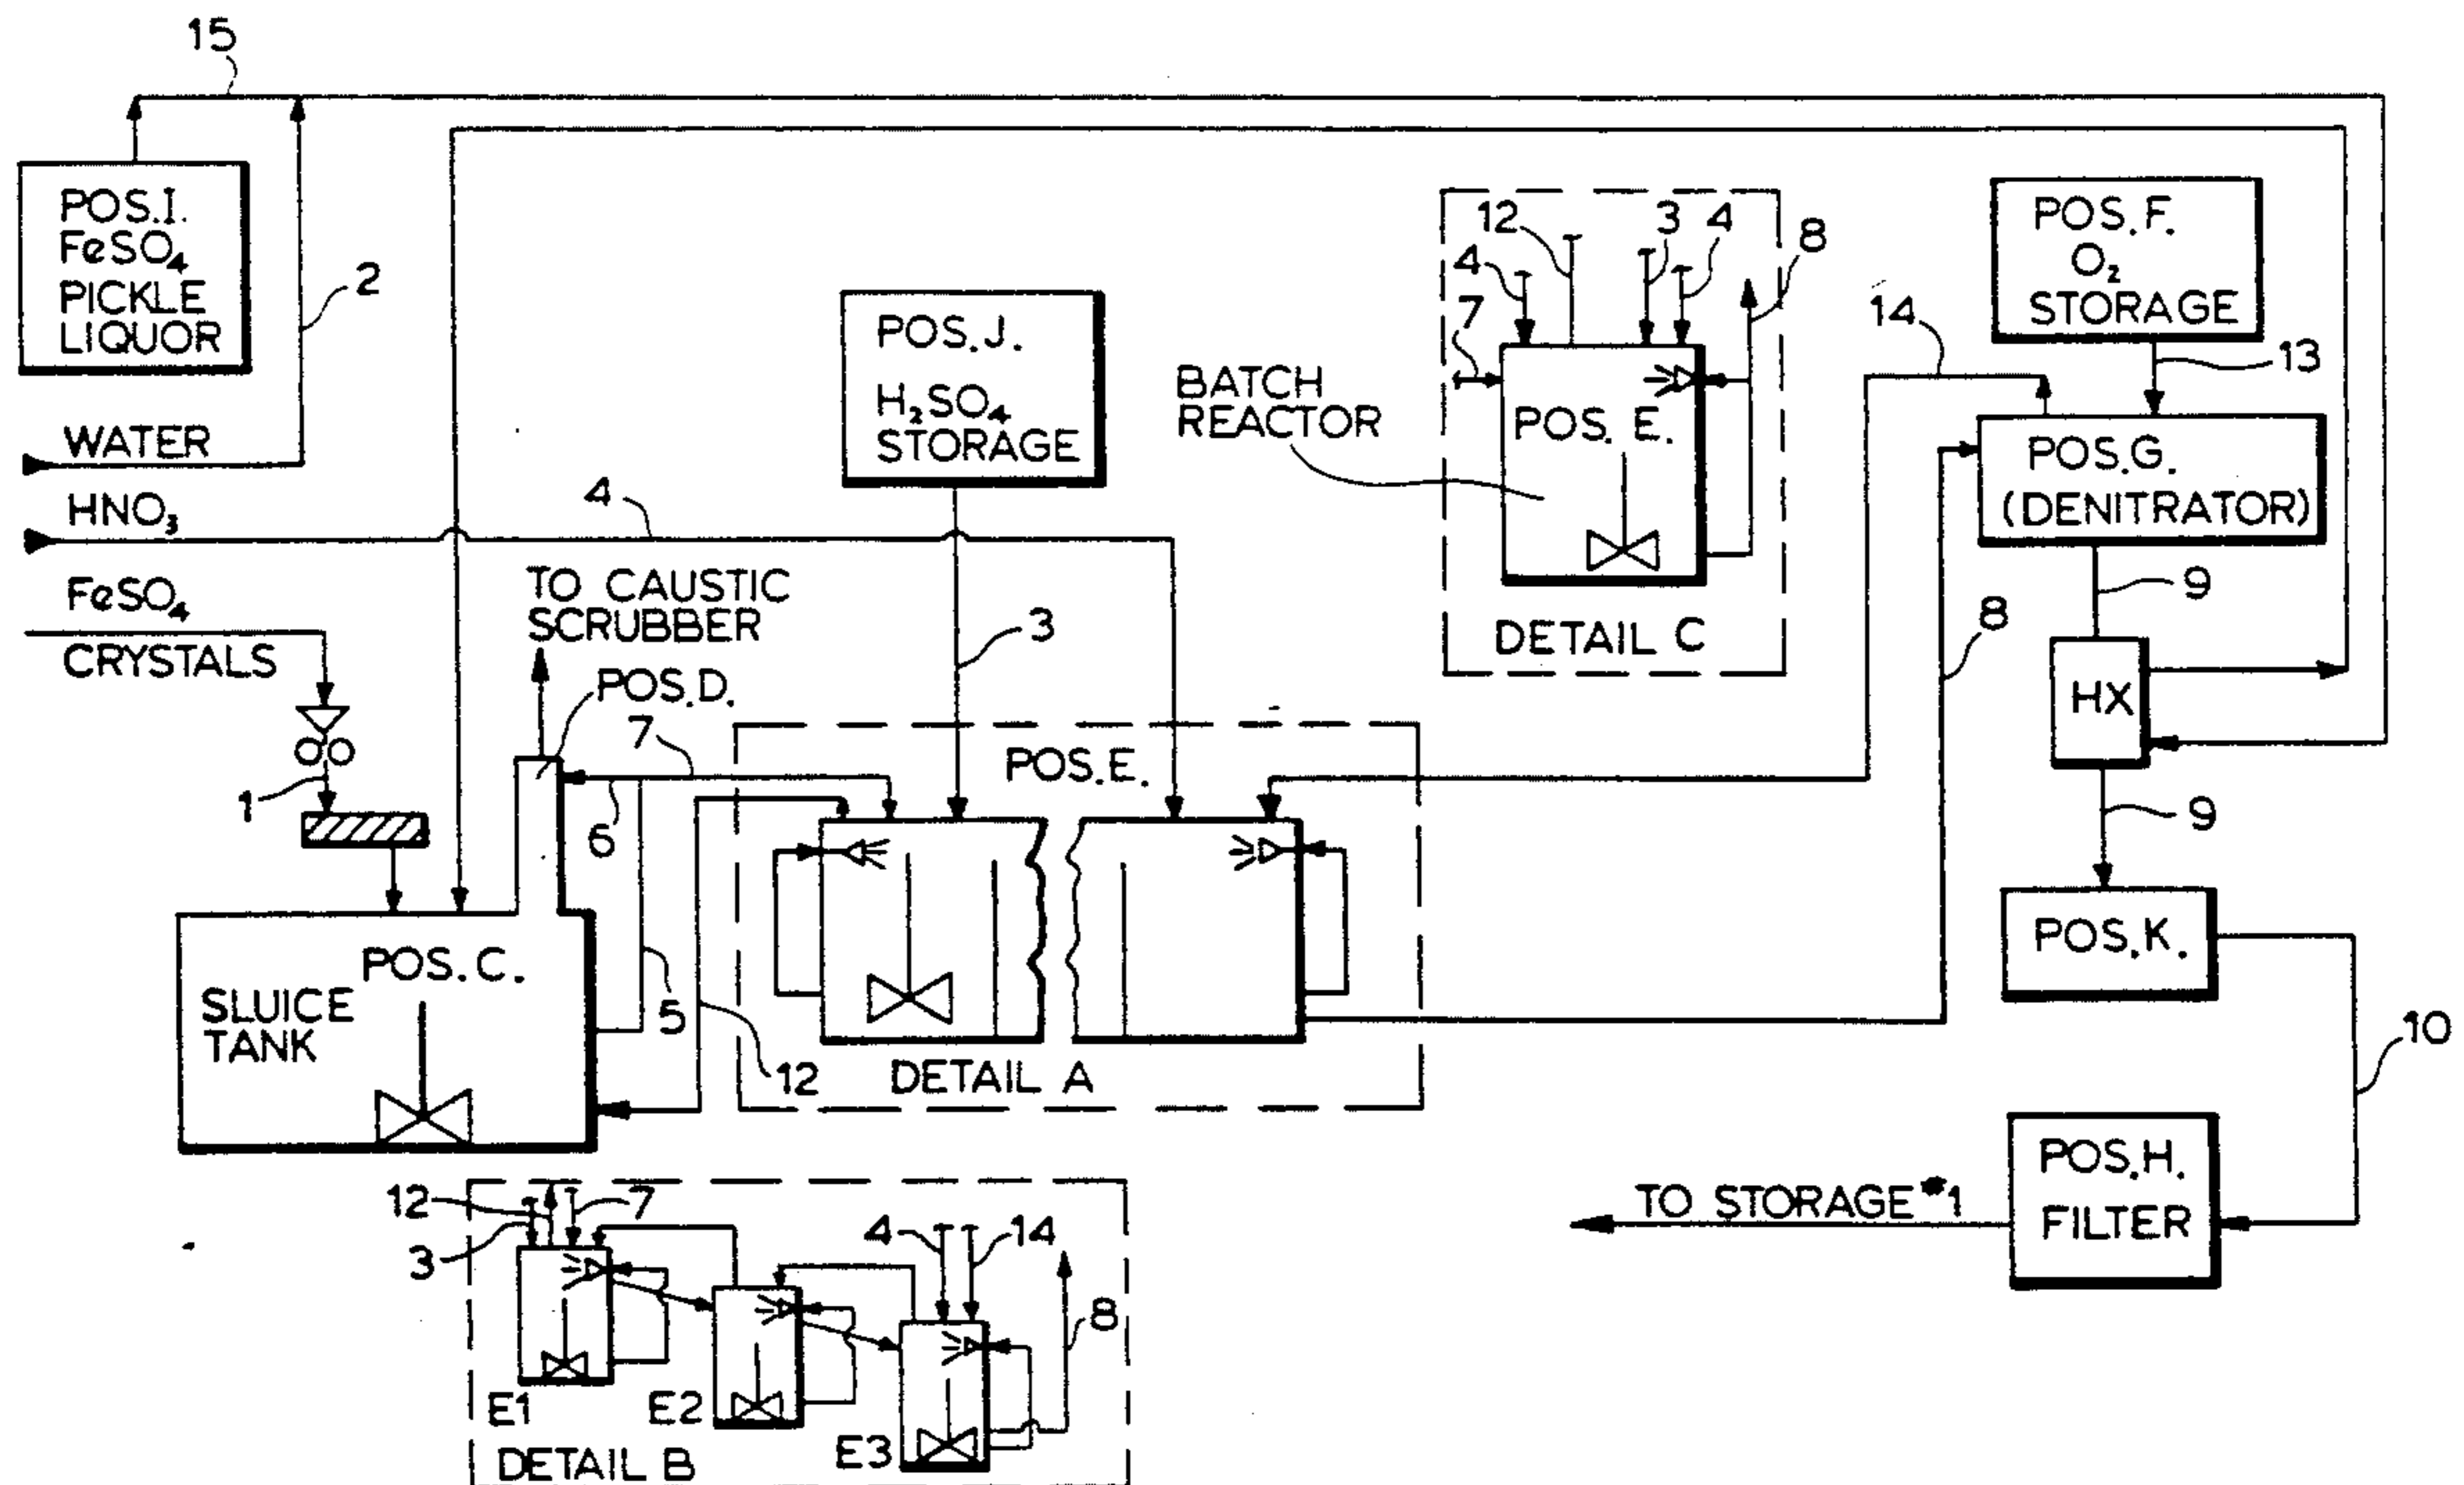 15
POS.I.
FeSO₄
PICKLE
LIQUOR
2
WATER
HNO₃
4
FeSO₄
CRYSTALS
1
TO CAUSTIC
SCRUBBER
POS.D.
7
6
5
12
POS.C.
SLUICE
TANK
POS.J.
H₂SO₄
STORAGE
3
POS.E.
DETAIL A
BATCH
REACTOR
12
3
4
8
4
7
POS. E.
DETAIL C
POS.F.
O₂
STORAGE
14
13
POS.G.
(DENITRATOR)
9
8
HX
9
POS.K.
10
POS.H.
FILTER
TO STORAGE #1
12
7
3
4
14
8
E1
E2
E3
DETAIL B